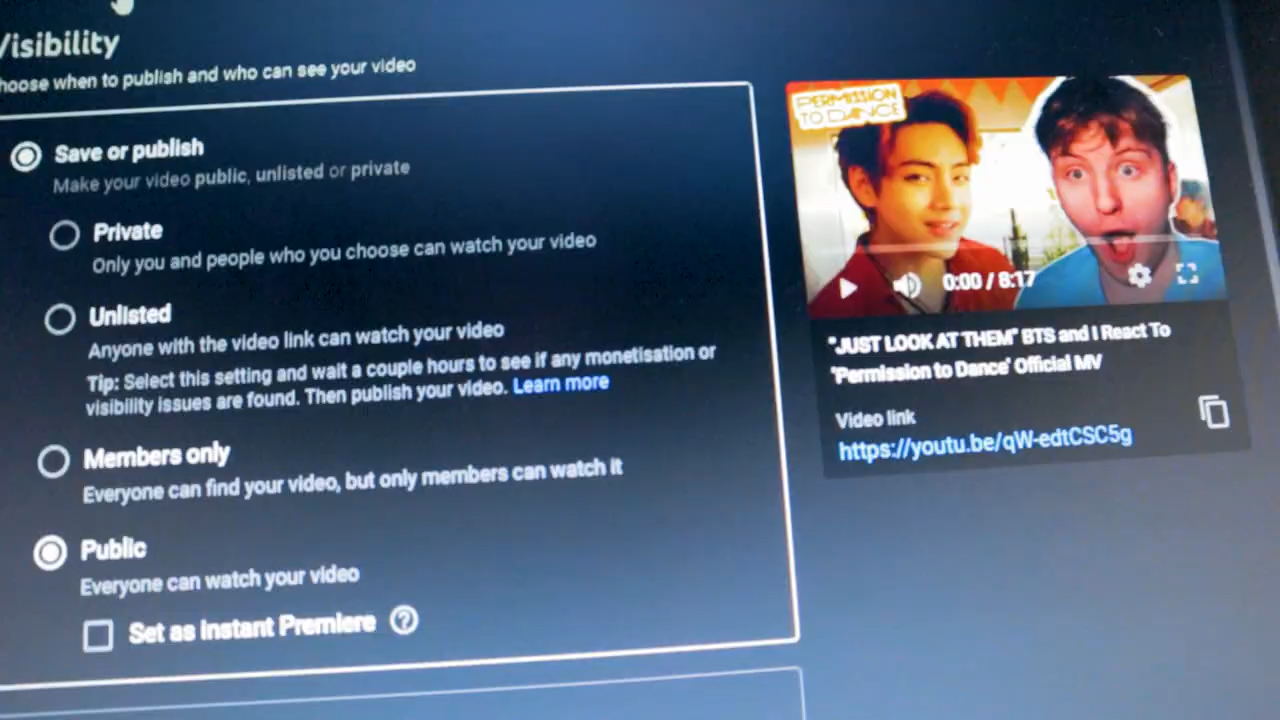 Visibility
hoose when to publish and who can see your video
Save or publish
Make your video public, unlisted or private
Private
Only you and people who you choose can watch your video
Unlisted
Anyone with the video link can watch your video
Tip: Select this setting and wait a couple hours to see if any monetisation or
visibility issues are found. Then publish your video. Learn more
Members only
Everyone can find your video, but only members can watch it
Public
Everyone can watch your video
Set as instant Premiere ?
PERMISSION
TO DANCE
0:00 / 8:17
"JUST LOOK AT THEM" BTS and I React To
'Permission to Dance' Official MV
Video link
https://youtu.be/qW-edtCSC5g